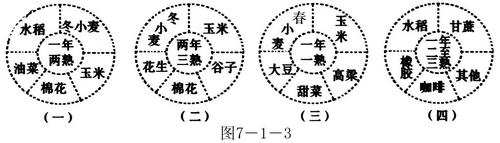 水稻 冬小麦 玉米 棉花 油菜
一年
两熟
(一)
冬小麦 玉米 谷子 棉花 花生
两年
三熟
(二)
春小麦 玉米 高粱 甜菜 大豆
一年
一熟
(三)
水稻 甘蔗 其他 咖啡 橡胶
一年
二至
三熟
(四)
图7-1-3